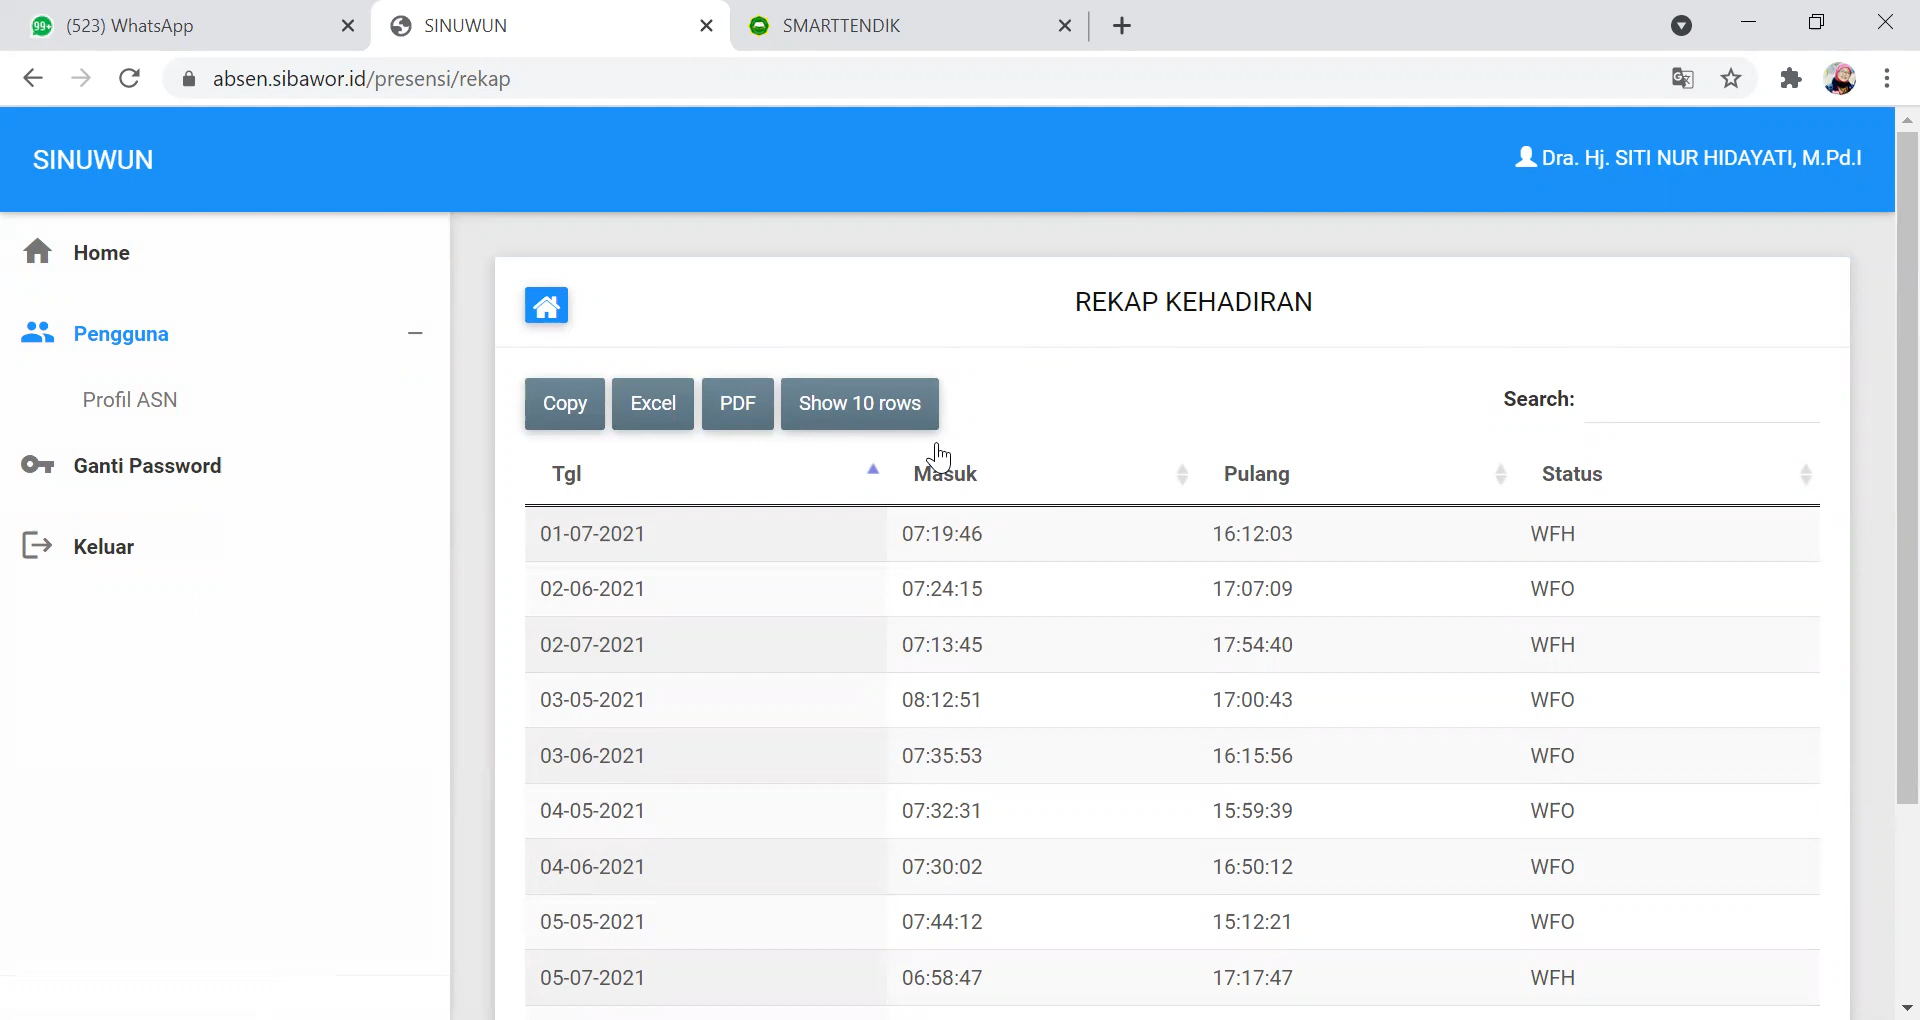 99+ (523) WhatsApp
SINUWUN
SMARTTENDIK
absen.sibawor.id/presensi/rekap
SINUWUN
Dra. Hj. SITI NUR HIDAYATI, M.Pd.I
Home
Pengguna
Profil ASN
Ganti Password
Keluar
REKAP KEHADIRAN
Copy Excel PDF Show 10 rows
Search:
Tgl Masuk Pulang Status
01-07-2021 07:19:46 16:12:03 WFH
02-06-2021 07:24:15 17:07:09 WFO
02-07-2021 07:13:45 17:54:40 WFH
03-05-2021 08:12:51 17:00:43 WFO
03-06-2021 07:35:53 16:15:56 WFO
04-05-2021 07:32:31 15:59:39 WFO
04-06-2021 07:30:02 16:50:12 WFO
05-05-2021 07:44:12 15:12:21 WFO
05-07-2021 06:58:47 17:17:47 WFH